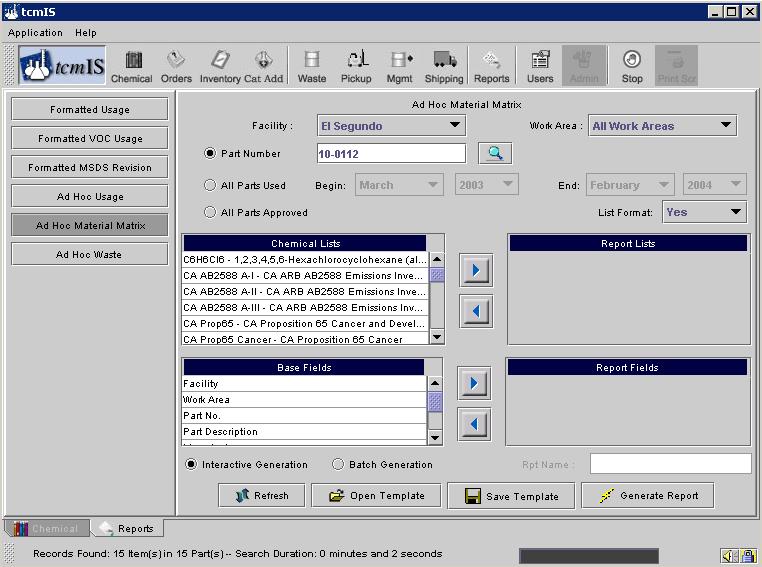 tcmIS
Application Help
tcmIS
Chemical Orders Inventory Cat Add Waste Pickup Mgmt Shipping Reports Users Admin Stop Print Scr
Formatted Usage
Formatted VOC Usage
Formatted MSDS Revision
Ad Hoc Usage
Ad Hoc Material Matrix
Ad Hoc Waste
Ad Hoc Material Matrix
Facility : El Segundo Work Area : All Work Areas
Part Number 10-0112
All Parts Used Begin: March 2003 End: February 2004
All Parts Approved List Format: Yes
Chemical Lists Report Lists
C6H6Cl6 - 1,2,3,4,5,6-Hexachlorocyclohexane (al...
CA AB2588 A-I - CA ARB AB2588 Emissions Inve...
CA AB2588 A-II - CA ARB AB2588 Emissions Inve...
CA AB2588 A-III - CA ARB AB2588 Emissions Inve...
CA Prop65 - CA Proposition 65 Cancer and Devel...
CA Prop65 Cancer - CA Proposition 65 Cancer
Base Fields Report Fields
Facility
Work Area
Part No.
Part Description
Interactive Generation Batch Generation Rpt Name :
Refresh Open Template Save Template Generate Report
Chemical Reports
Records Found: 15 Item(s) in 15 Part(s) -- Search Duration: 0 minutes and 2 seconds